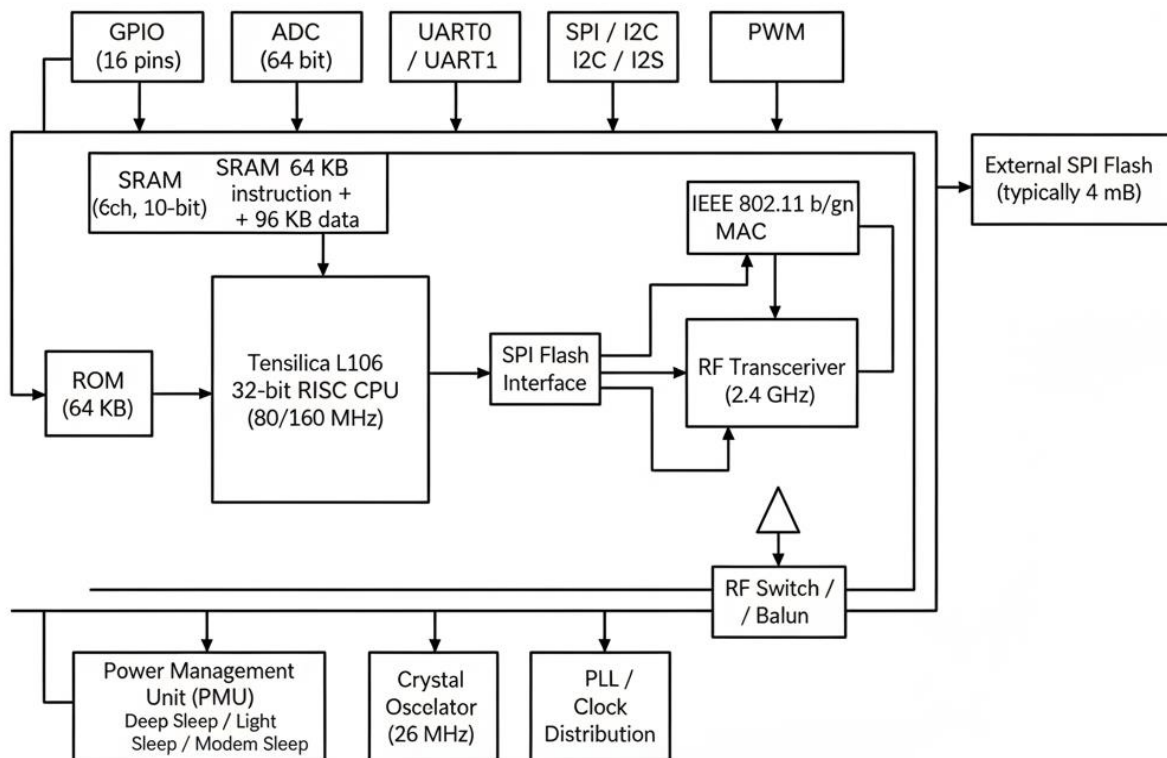 GPIO
(16 pins)
ADC
(64 bit)
UART0
/ UART1
SPI / I2C
I2C / I2S
PWM
External SPI Flash
(typically 4 mB)
SRAM
(6ch, 10-bit)
SRAM 64 KB
instruction +
+ 96 KB data
IEEE 802.11 b/gn
MAC
ROM
(64 KB)
Tensilica L106
32-bit RISC CPU
(80/160 MHz)
SPI Flash
Interface
RF Transceriver
(2.4 GHz)
RF Switch /
/ Balun
Power Management
Unit (PMU)
Deep Sleep / Light
Sleep / Modem Sleep
Crystal
Oscelator
(26 MHz)
PLL /
Clock
Distribution